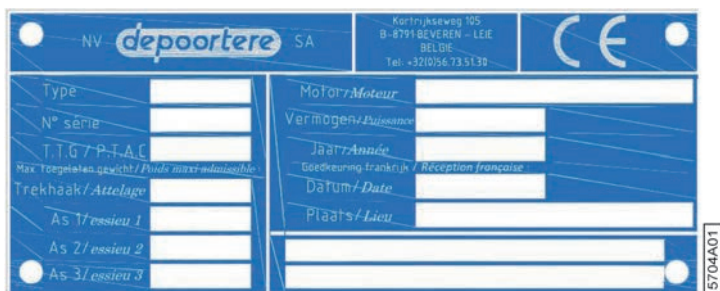 NV depoortere SA
Kortrijkseweg 105
B-8791 BEVEREN - LEIE
BELGIE
Tel: +32(0)56.73.51.30
CE
Type
N° série
T.T.G / P.T.A.C
Max toegelaten gewicht / Poids maxi admissible :
Trekhaak / Attelage
As 1 / essieu 1
As 2 / essieu 2
As 3 / essieu 3
Motor / Moteur
Vermogen / Puissance
Jaar / Année
Goedkeuring frankrijk / Réception française :
Datum / Date
Plaats / Lieu
5704A01